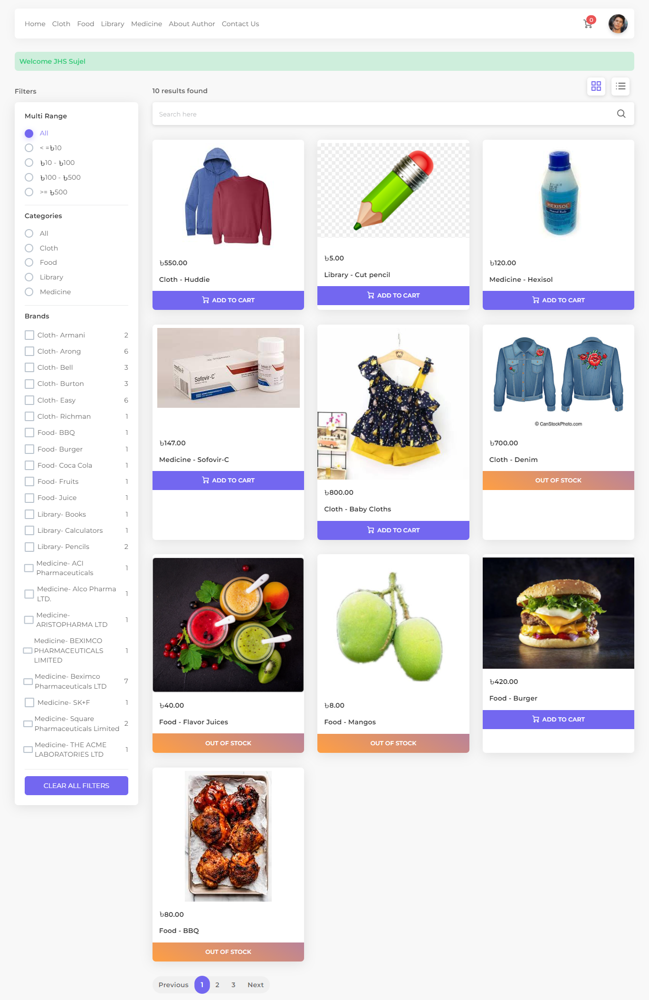 Home Cloth Food Library Medicine About Author Contact Us
0
Welcome JHS Sujel
Filters
10 results found
Multi Range
Search here
All
< =৳10
৳10 - ৳100
৳100 - ৳500
>= ৳500
Categories
All
Cloth
Food
Library
Medicine
Brands
Cloth- Armani 2
Cloth- Arong 6
Cloth- Bell 3
Cloth- Burton 3
Cloth- Easy 6
Cloth- Richman 1
Food- BBQ 1
Food- Burger 1
Food- Coca Cola 1
Food- Fruits 1
Food- Juice 1
Library- Books 1
Library- Calculators 1
Library- Pencils 2
Medicine- ACI
Pharmaceuticals 1
Medicine- Alco Pharma
LTD. 1
Medicine-
ARISTOPHARMA LTD 1
Medicine- BEXIMCO
PHARMACEUTICALS 1
LIMITED
Medicine- Beximco
Pharmaceuticals LTD 7
Medicine- SK+F 1
Medicine- Square
Pharmaceuticals Limited 2
Medicine- THE ACME
LABORATORIES LTD 1
CLEAR ALL FILTERS
৳550.00
Cloth - Huddie
ADD TO CART
৳5.00
Library - Cut pencil
ADD TO CART
HEXISOL
Hand Rub
৳120.00
Medicine - Hexisol
ADD TO CART
Sofovir-C
Sofovir-C
৳147.00
Medicine - Sofovir-C
ADD TO CART
৳800.00
Cloth - Baby Cloths
ADD TO CART
© CanStockPhoto.com
৳700.00
Cloth - Denim
OUT OF STOCK
৳40.00
Food - Flavor Juices
OUT OF STOCK
৳8.00
Food - Mangos
OUT OF STOCK
৳420.00
Food - Burger
ADD TO CART
৳80.00
Food - BBQ
OUT OF STOCK
Previous 1 2 3 Next